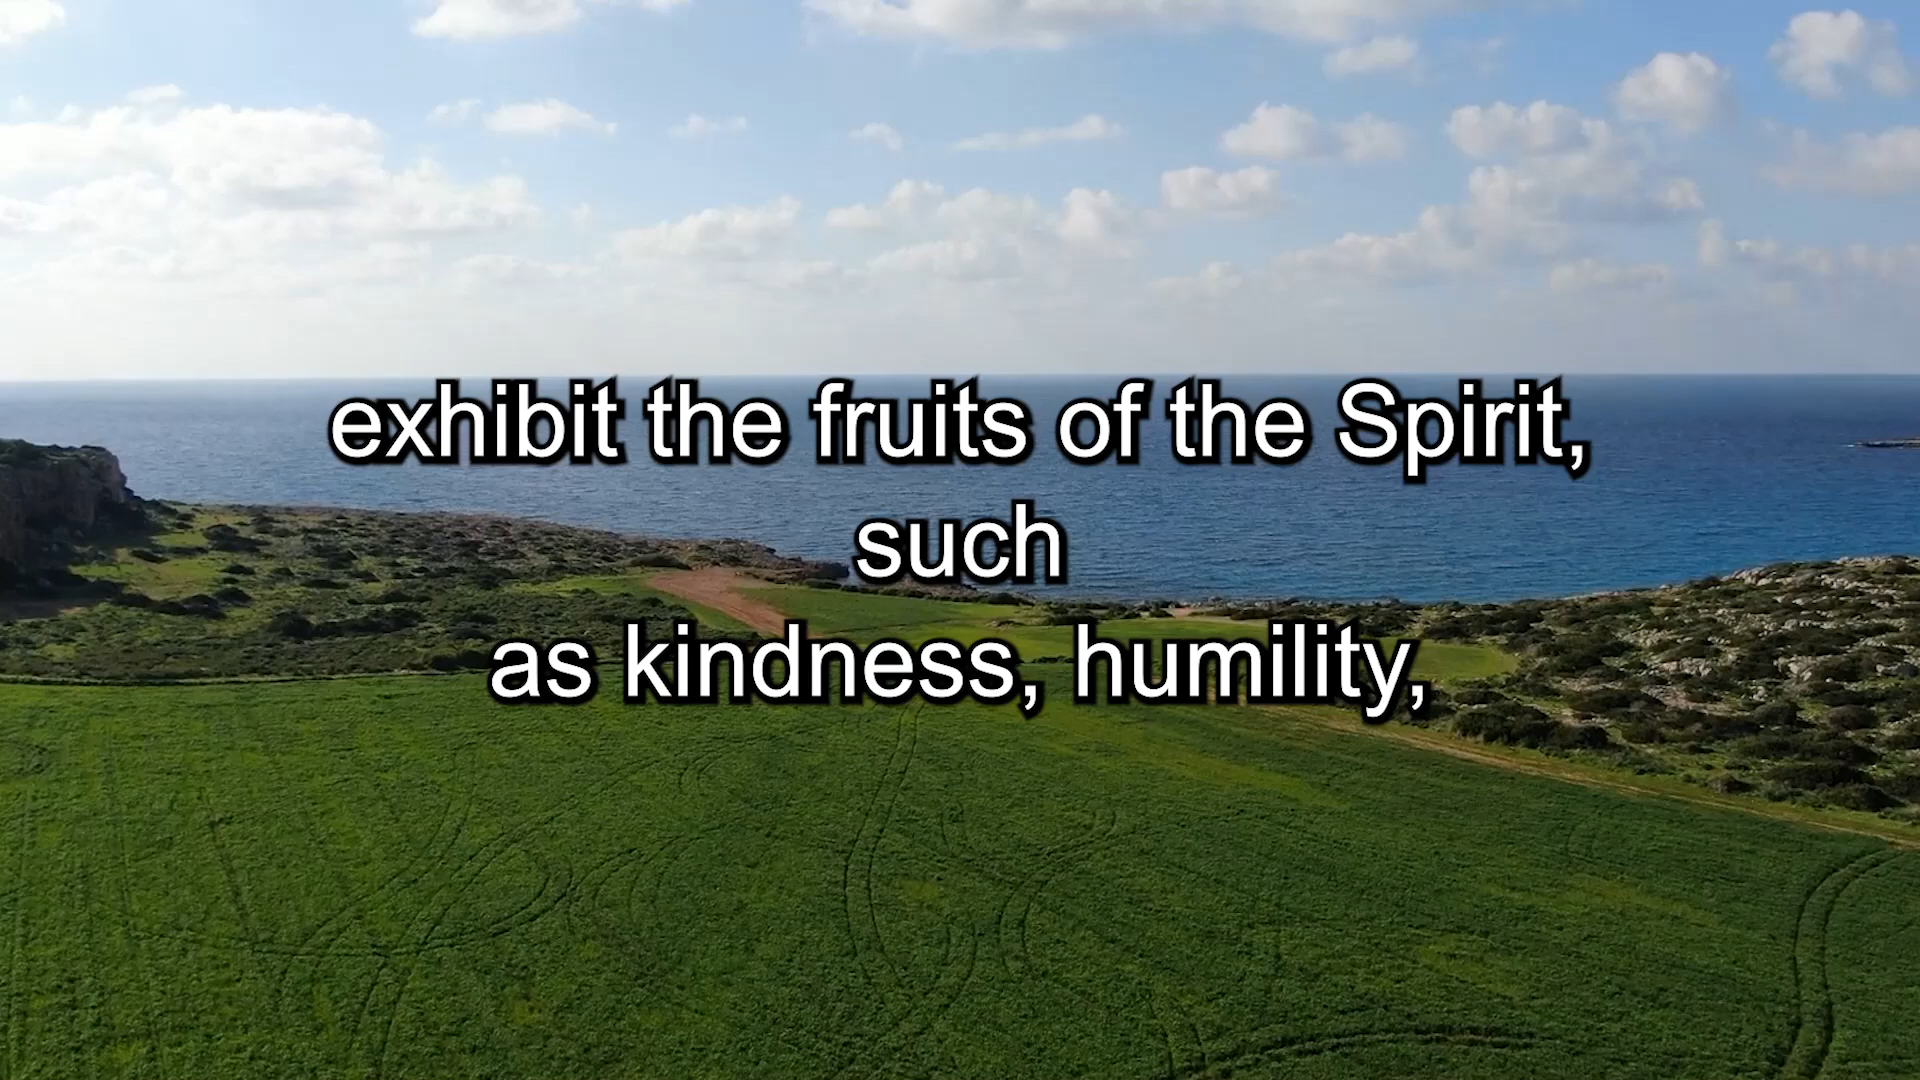 exhibit the fruits of the Spirit,
such
as kindness, humility,